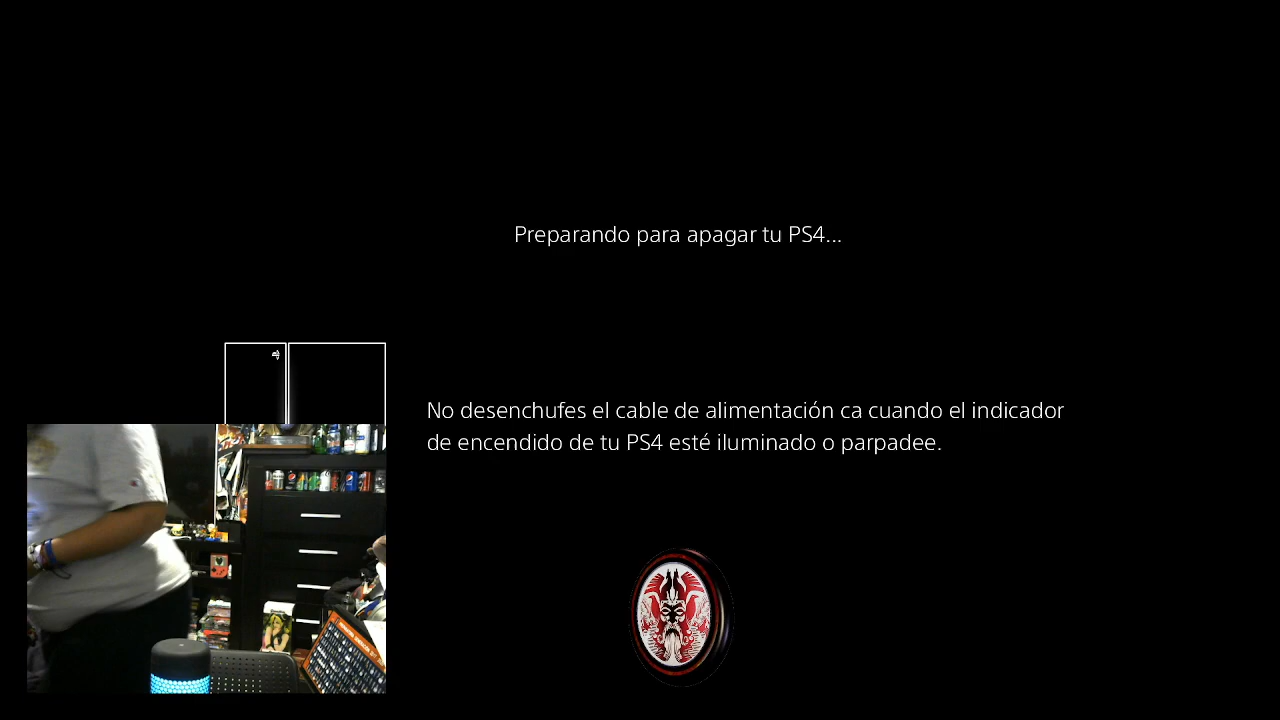 Preparando para apagar tu PS4...
No desenchufes el cable de alimentación ca cuando el indicador
de encendido de tu PS4 esté iluminado o parpadee.